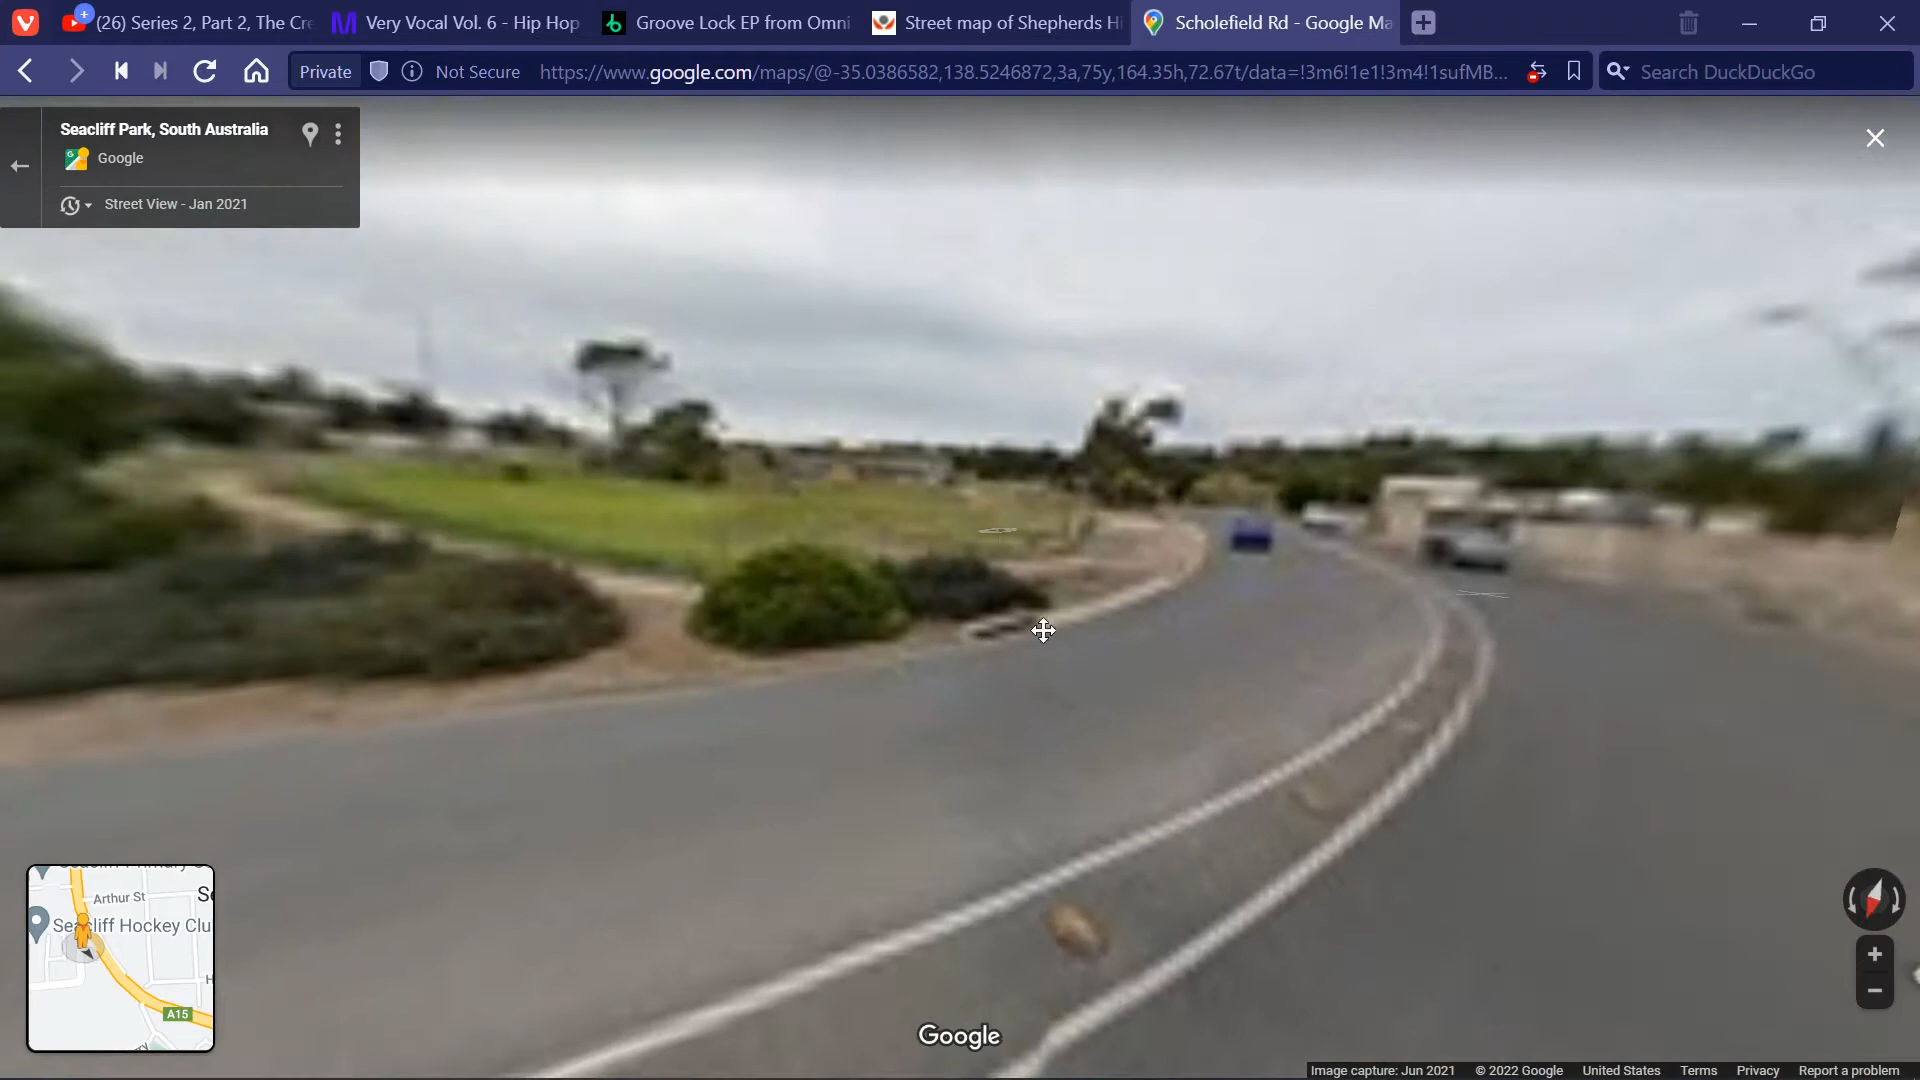 (26) Series 2, Part 2, The Cre
Very Vocal Vol. 6 - Hip Hop
Groove Lock EP from Omni
Street map of Shepherds Hi
Scholefield Rd - Google Ma
Private
Not Secure
https://www.google.com/maps/@-35.0386582,138.5246872,3a,75y,164.35h,72.67t/data=!3m6!1e1!3m4!1sufMB...
Search DuckDuckGo
Seacliff Park, South Australia
Google
Street View - Jan 2021
Arthur St
Se
Seacliff Hockey Clu
H
A15
Google
Image capture: Jun 2021 © 2022 Google United States Terms Privacy Report a problem